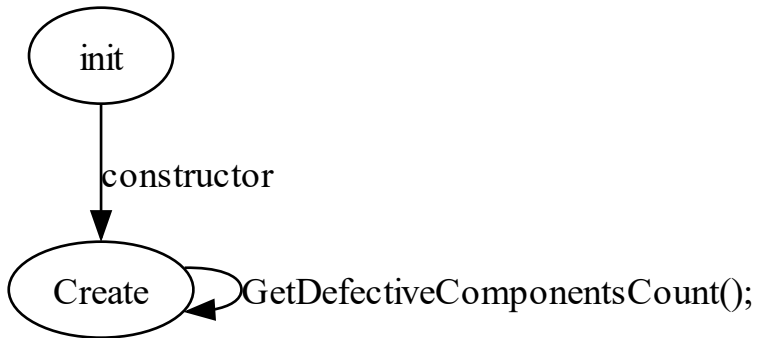 init
constructor
Create
GetDefectiveComponentsCount();